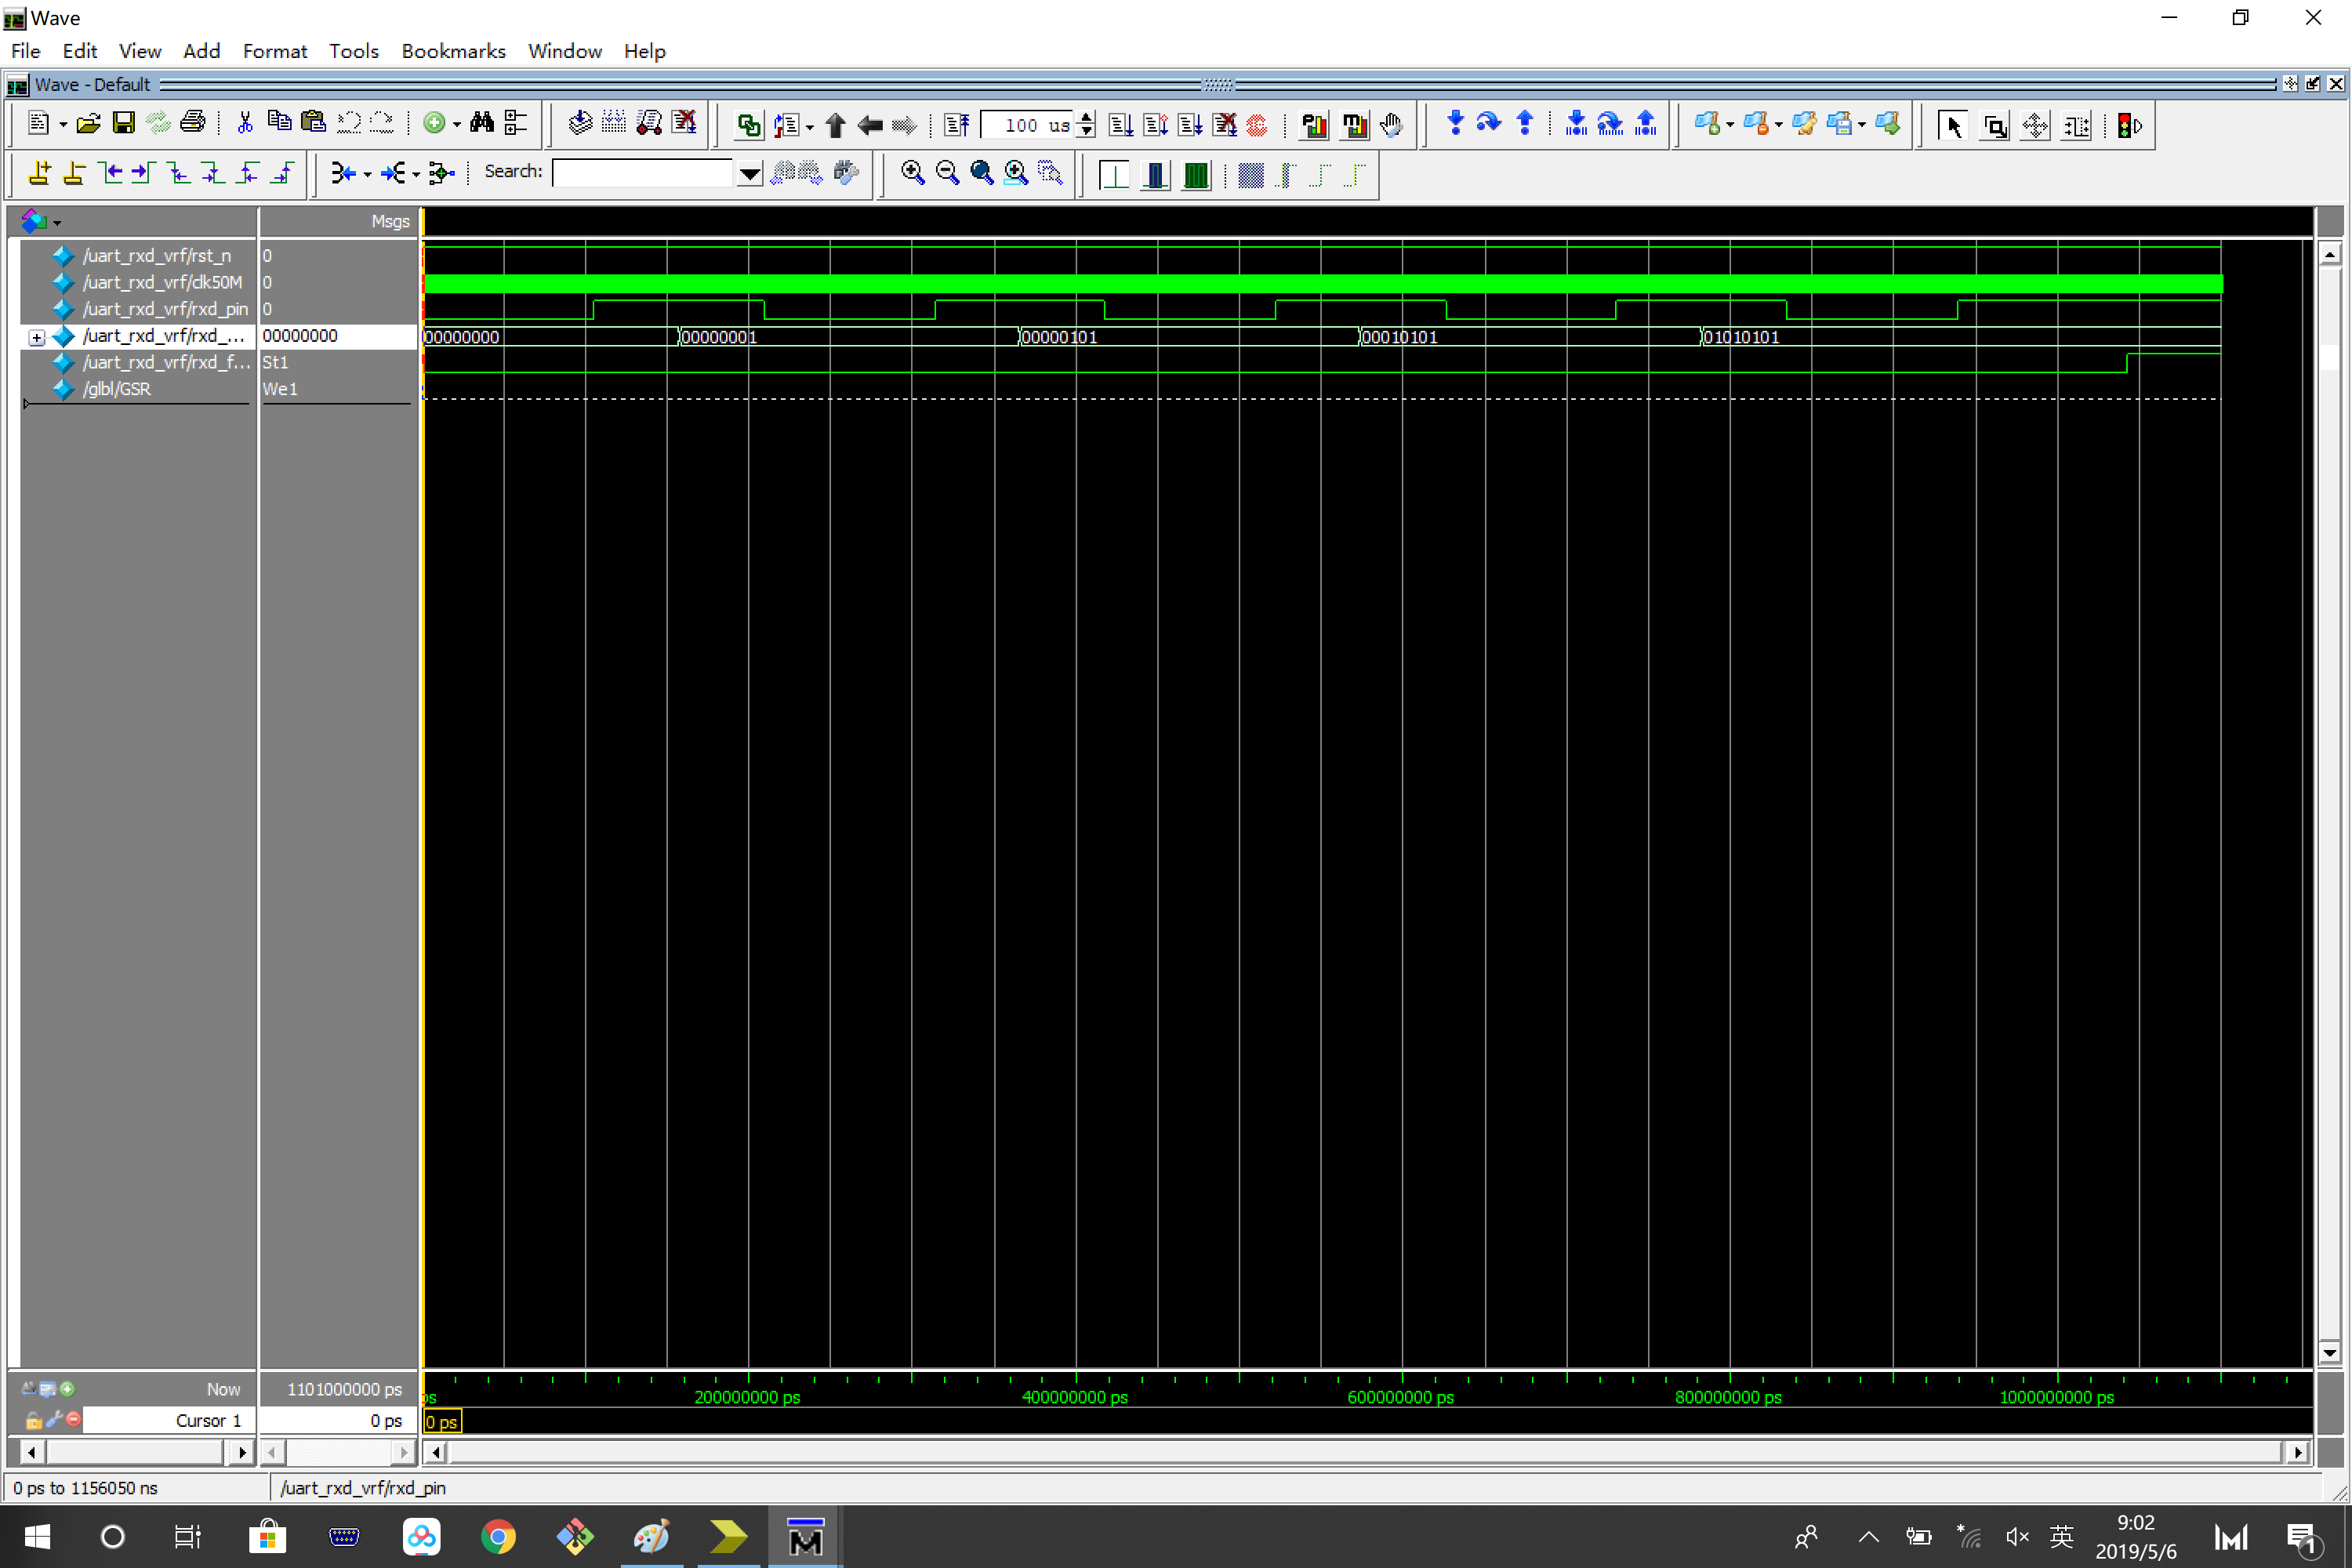 Wave
File Edit View Add Format Tools Bookmarks Window Help
Wave - Default
100 us
Search:
Msgs
/uart_rxd_vrf/rst_n 0
/uart_rxd_vrf/clk50M 0
/uart_rxd_vrf/rxd_pin 0
/uart_rxd_vrf/rxd_... 00000000 00000000 00000001 00000101 00010101 01010101
/uart_rxd_vrf/rxd_f... St1
/glbl/GSR We1
Now 1101000000 ps ps 200000000 ps 400000000 ps 600000000 ps 800000000 ps 1000000000 ps
Cursor 1 0 ps 0 ps
0 ps to 1156050 ns /uart_rxd_vrf/rxd_pin
英
9:02
2019/5/6
1